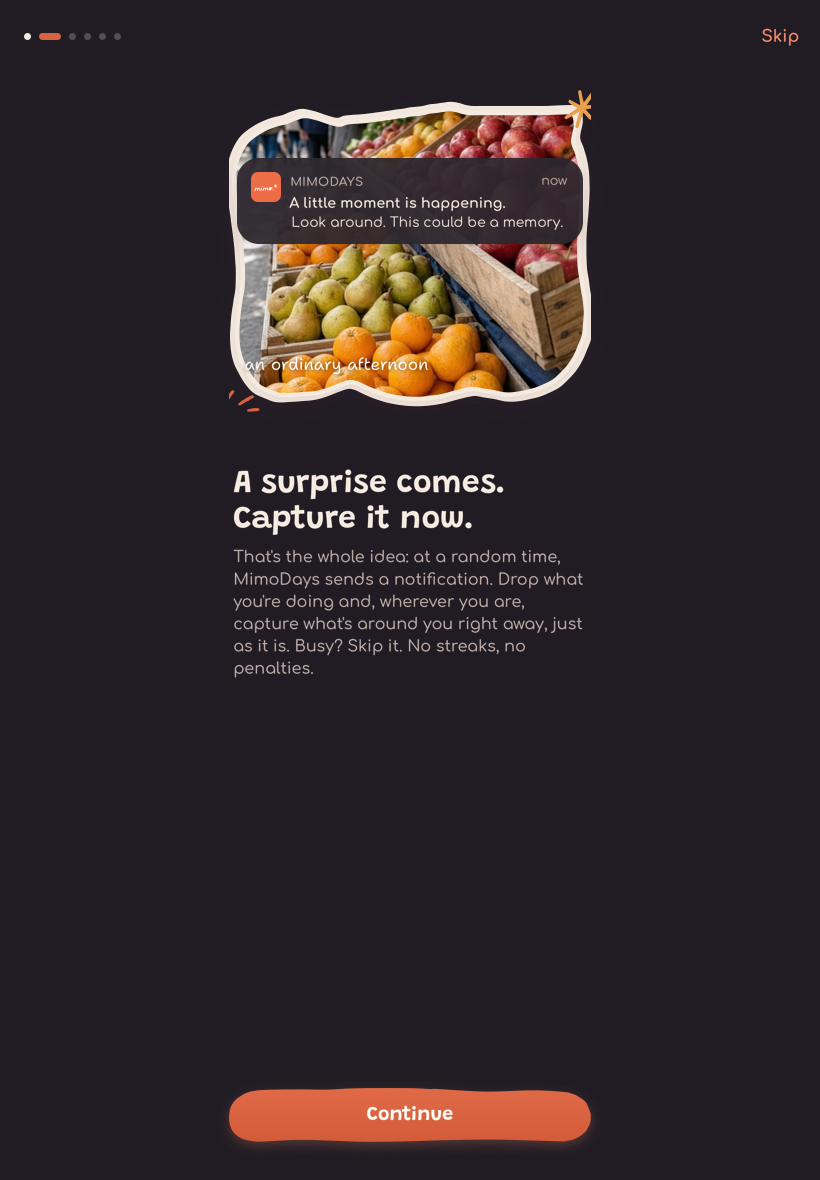 Skip
mimo
MIMODAYS
now
A little moment is happening.
Look around. This could be a memory.
an ordinary afternoon
A surprise comes.
Capture it now.
That's the whole idea: at a random time,
MimoDays sends a notification. Drop what
you're doing and, wherever you are,
capture what's around you right away, just
as it is. Busy? Skip it. No streaks, no
penalties.
Continue